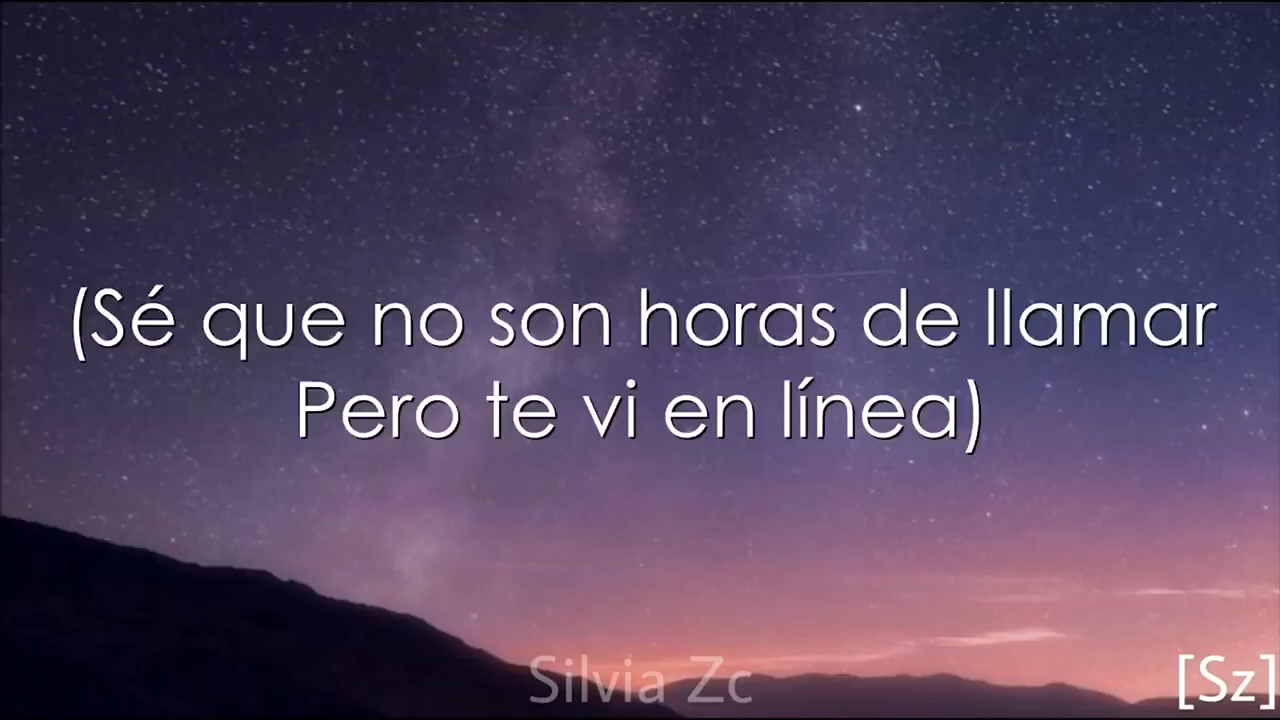 (Sé que no son horas de llamar
Pero te vi en línea)
Silvia Zc
[Sz]